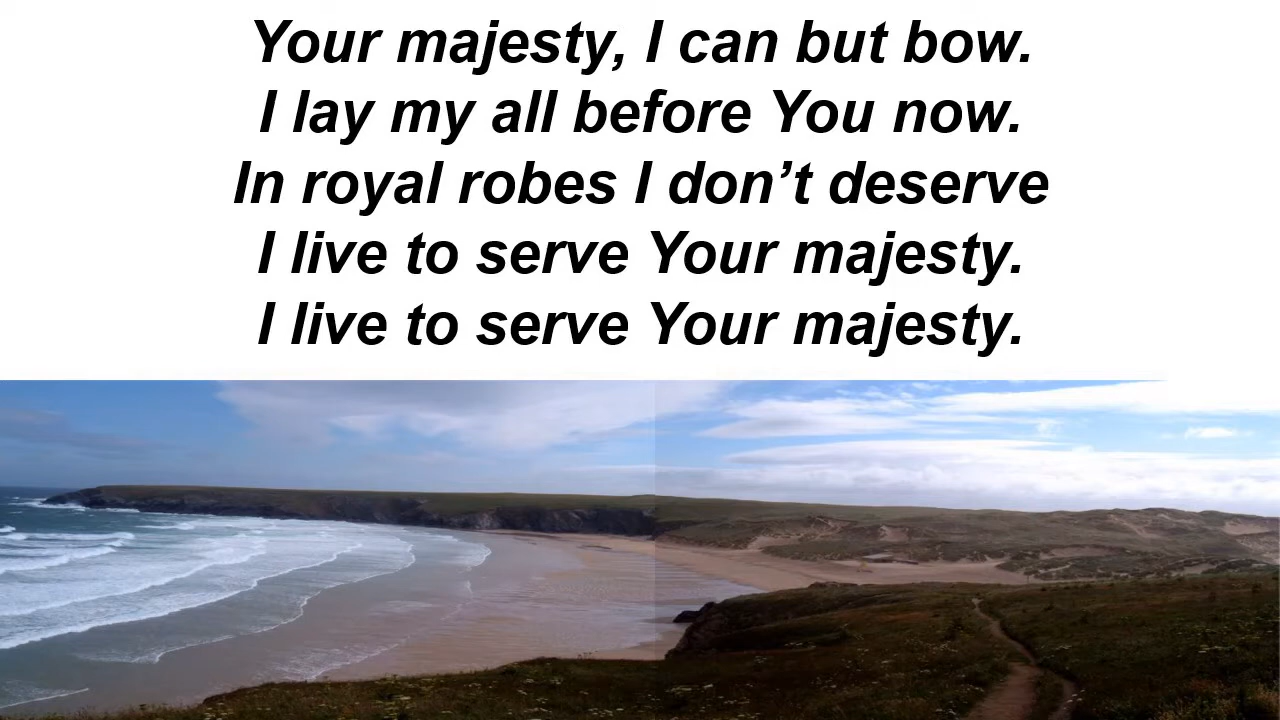 Your majesty, I can but bow.
I lay my all before You now.
In royal robes I don’t deserve
I live to serve Your majesty.
I live to serve Your majesty.